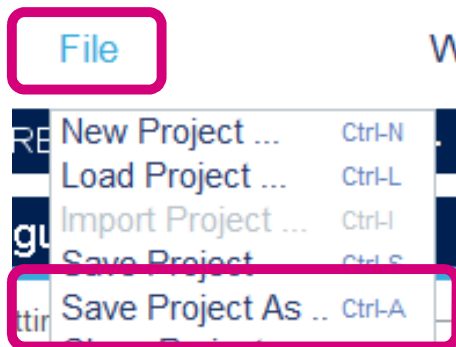 File
W
New Project ... Ctrl-N
Load Project ... Ctrl-L
Import Project ... Ctrl-I
Save Project Ctrl-S
Save Project As .. Ctrl-A